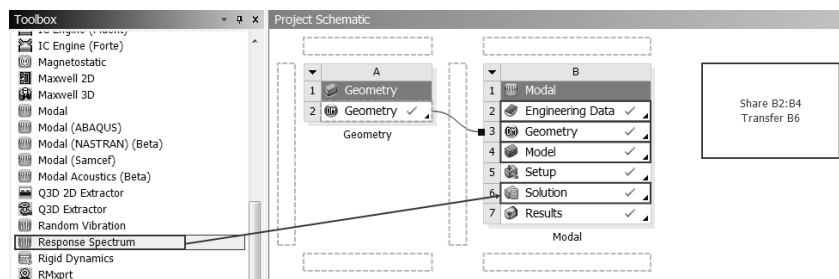 Toolbox
Project Schematic
IC Engine (Fluent)
IC Engine (Forte)
Magnetostatic
Maxwell 2D
Maxwell 3D
Modal
Modal (ABAQUS)
Modal (NASTRAN) (Beta)
Modal (Samcef)
Modal Acoustics (Beta)
Q3D 2D Extractor
Q3D Extractor
Random Vibration
Response Spectrum
Rigid Dynamics
RMxprt
A
1 Geometry
2 Geometry
Geometry
B
1 Modal
2 Engineering Data
3 Geometry
4 Model
5 Setup
6 Solution
7 Results
Modal
Share B2:B4
Transfer B6